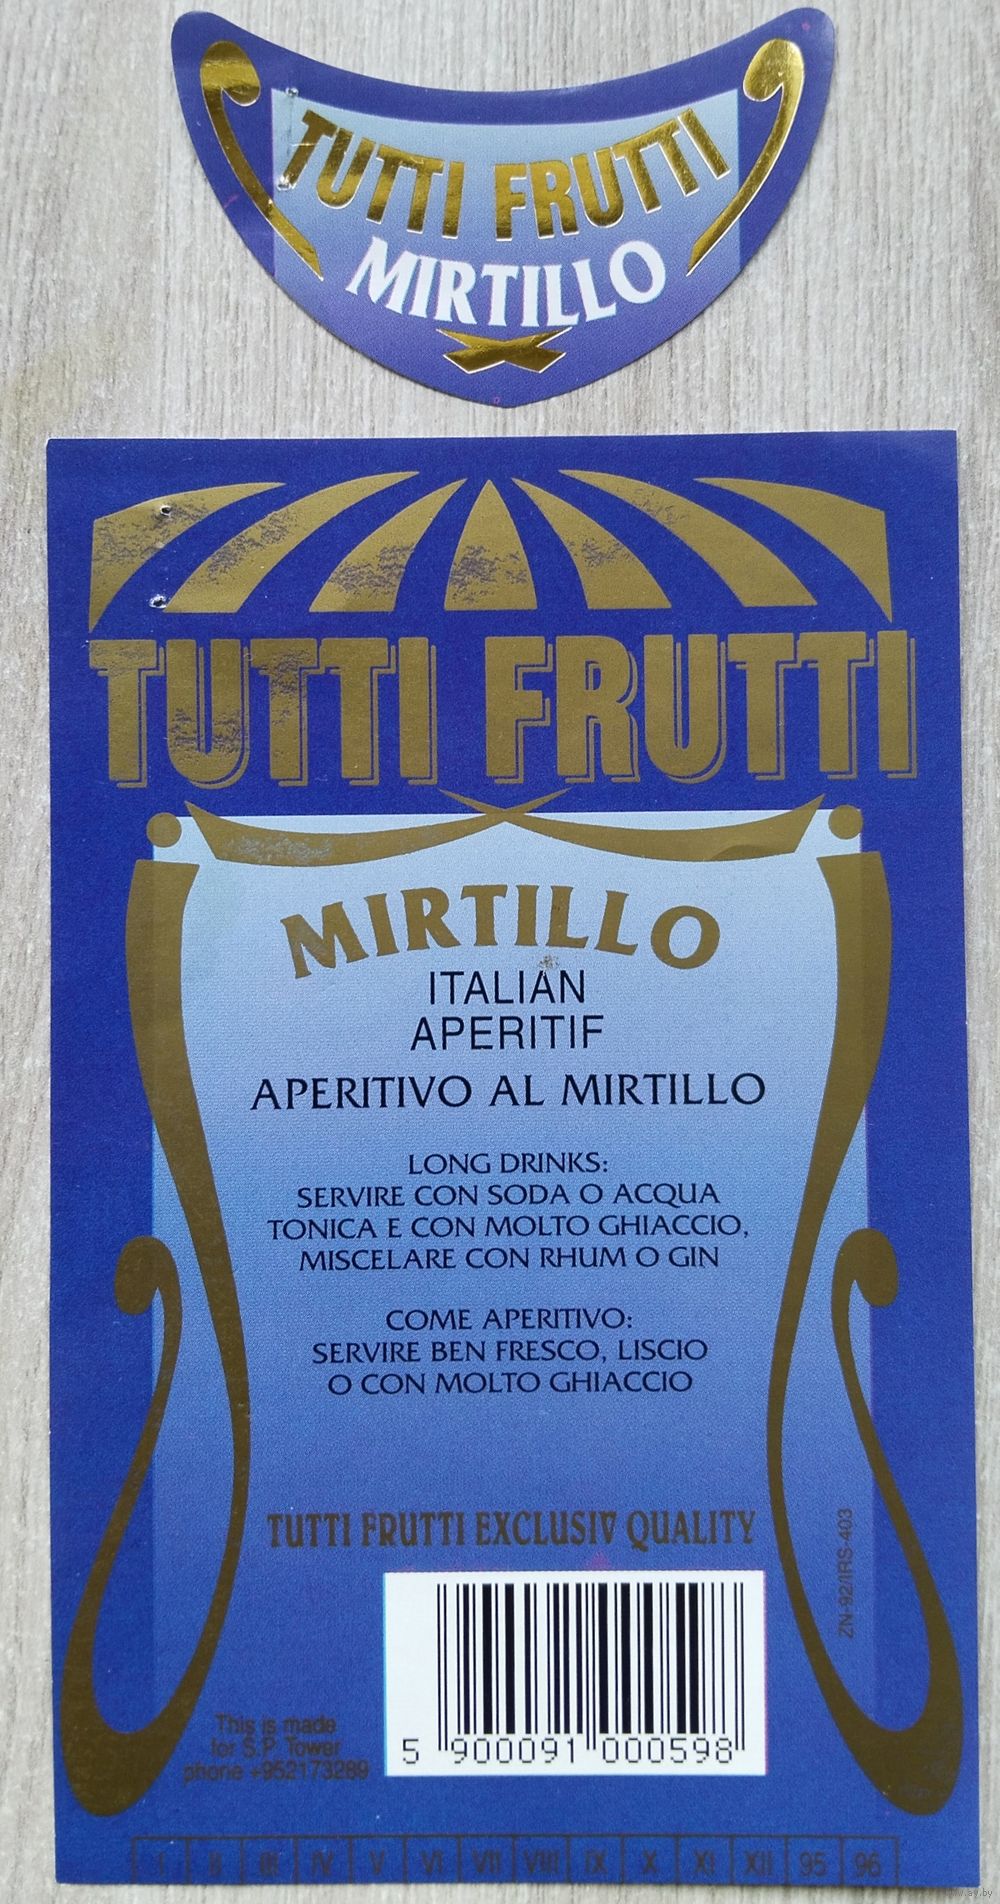 TUTTI FRUTTI
MIRTILLO
TUTTI FRUTTI
MIRTILLO
ITALIAN
APERITIF
APERITIVO AL MIRTILLO
LONG DRINKS:
SERVIRE CON SODA O ACQUA
TONICA E CON MOLTO GHIACCIO,
MISCELARE CON RHUM O GIN
COME APERITIVO:
SERVIRE BEN FRESCO, LISCIO
O CON MOLTO GHIACCIO
TUTTI FRUTTI EXCLUSIV QUALITY
ZN-92/IRS-403
5 900091 000598
This is made
for S.P. Tower
phone +952173289
I II III IV V VI VII VIII IX X XI XII 95 96
www.ay.by